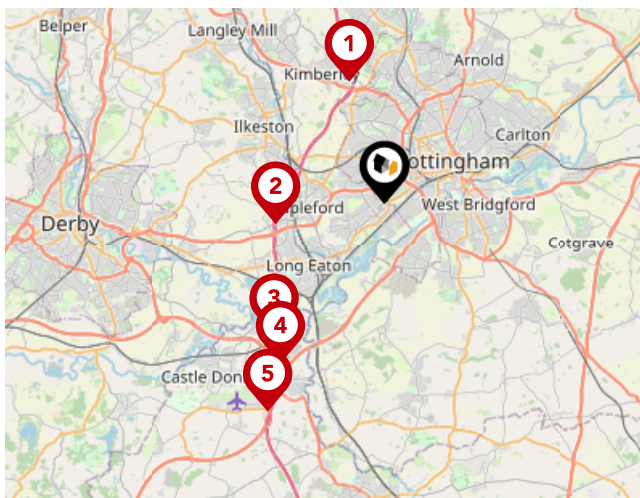 Belper
Langley Mill
1
Arnold
Kimberley
Ilkeston
Carlton
ottingham
2
pleford
West Bridgford
Derby
Cotgrave
Long Eaton
3
4
Castle Don
5